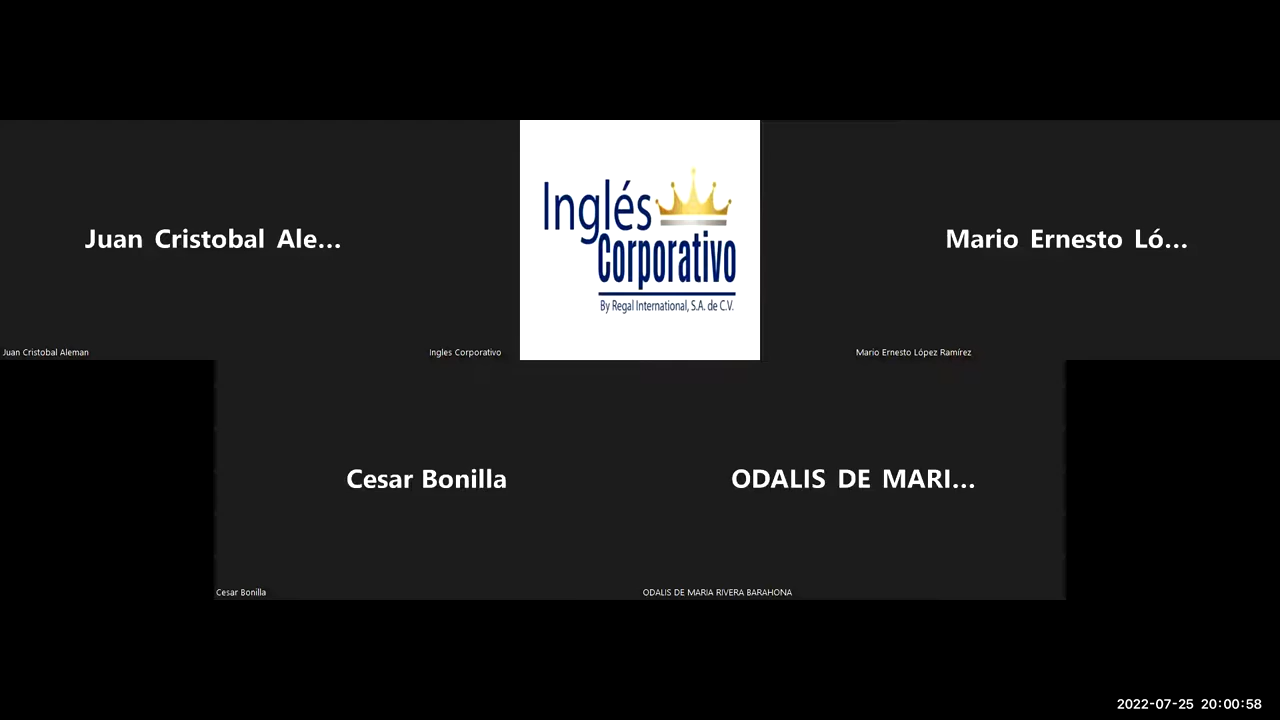 Juan Cristobal Ale...
Inglés
Corporativo
By Regal International, S.A. de C.V.
Mario Ernesto Ló...
Juan Cristobal Aleman
Ingles Corporativo
Mario Ernesto López Ramírez
Cesar Bonilla
ODALIS DE MARI...
Cesar Bonilla
ODALIS DE MARIA RIVERA BARAHONA
2022-07-25 20:00:58